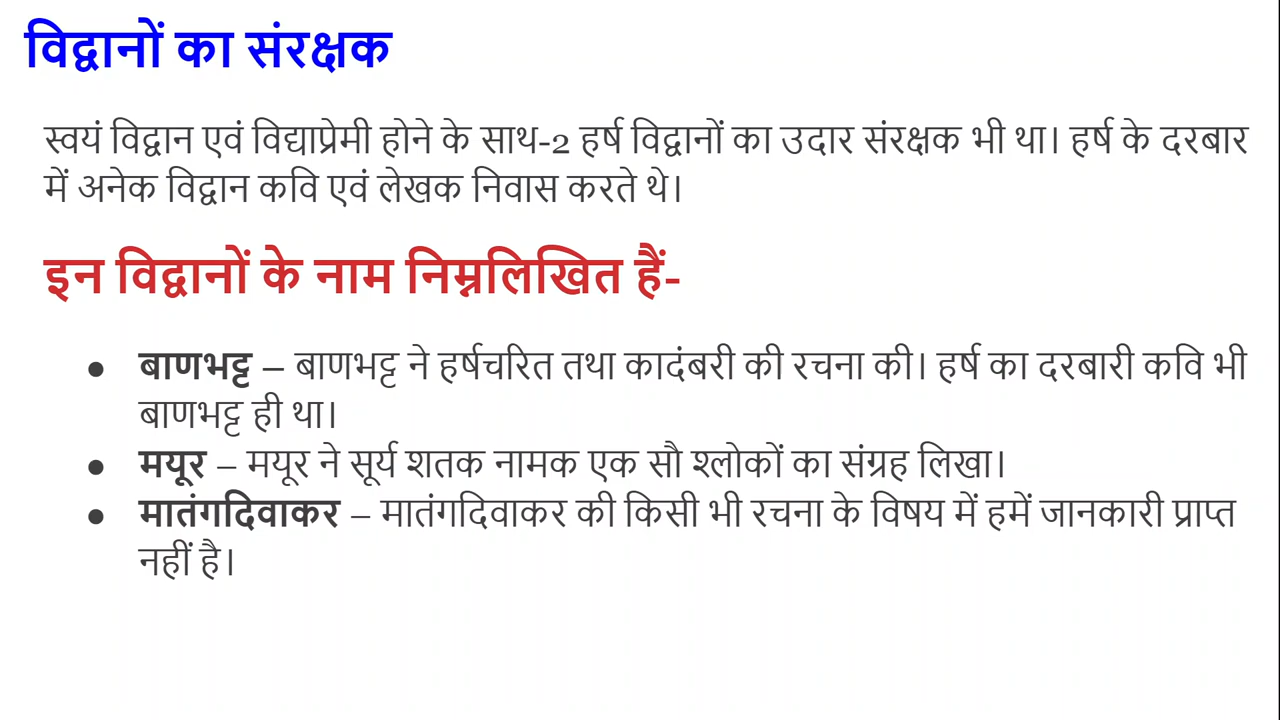 विद्वानों का संरक्षक
स्वयं विद्वान एवं विद्याप्रेमी होने के साथ-2 हर्ष विद्वानों का उदार संरक्षक भी था। हर्ष के दरबार
में अनेक विद्वान कवि एवं लेखक निवास करते थे।
इन विद्वानों के नाम निम्नलिखित हैं-
● बाणभट्ट – बाणभट्ट ने हर्षचरित तथा कादंबरी की रचना की। हर्ष का दरबारी कवि भी
बाणभट्ट ही था।
● मयूर – मयूर ने सूर्य शतक नामक एक सौ श्लोकों का संग्रह लिखा।
● मातंगदिवाकर – मातंगदिवाकर की किसी भी रचना के विषय में हमें जानकारी प्राप्त
नहीं है।